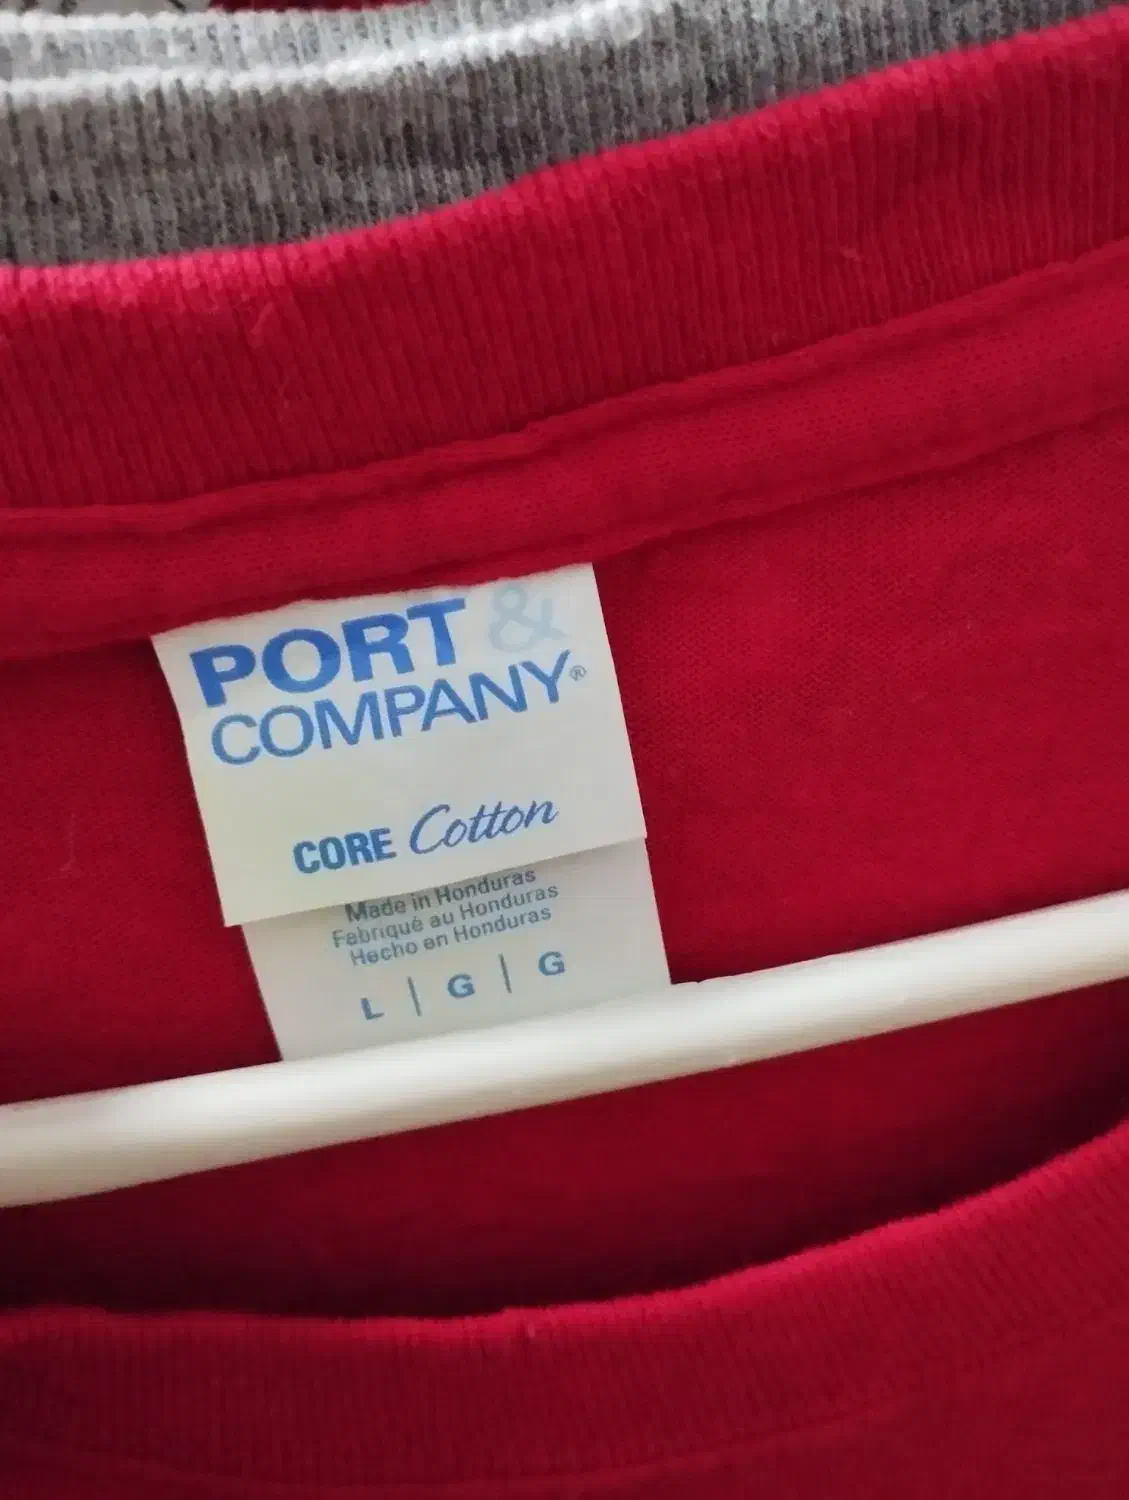 PORT &
COMPANY®
CORE Cotton
Made in Honduras
Fabriqué au Honduras
Hecho en Honduras
L | G | G